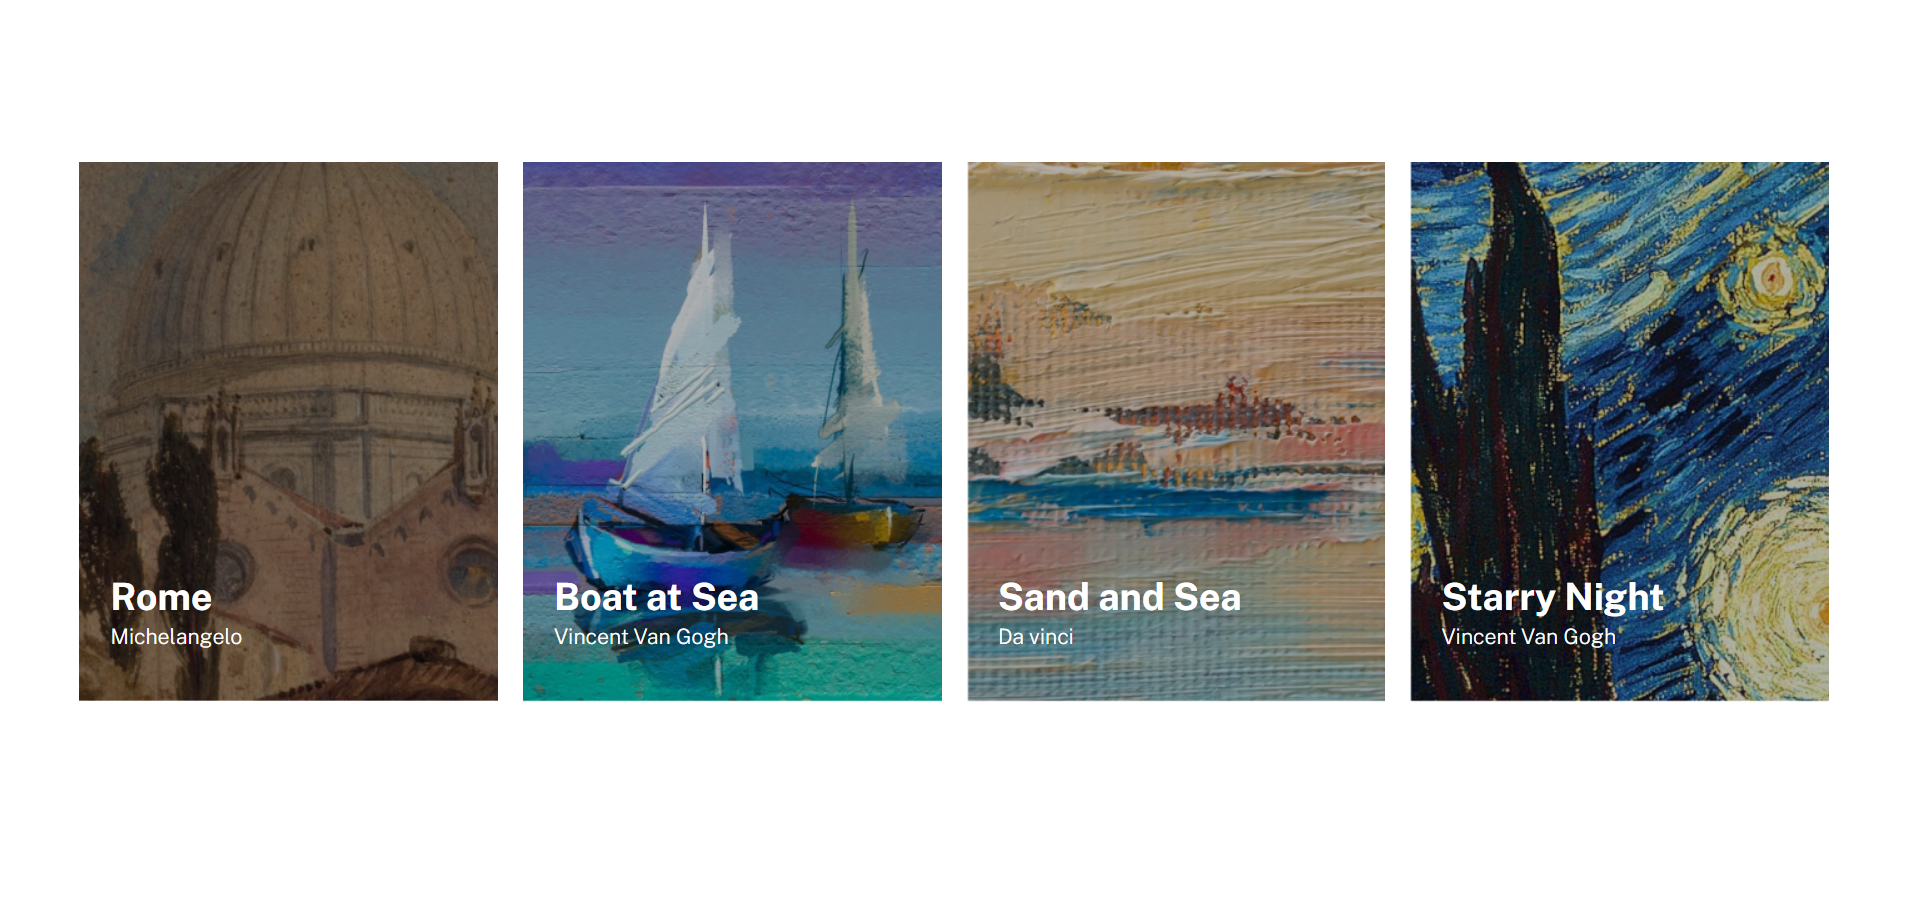 Rome
Michelangelo
Boat at Sea
Vincent Van Gogh
Sand and Sea
Da vinci
Starry Night
Vincent Van Gogh